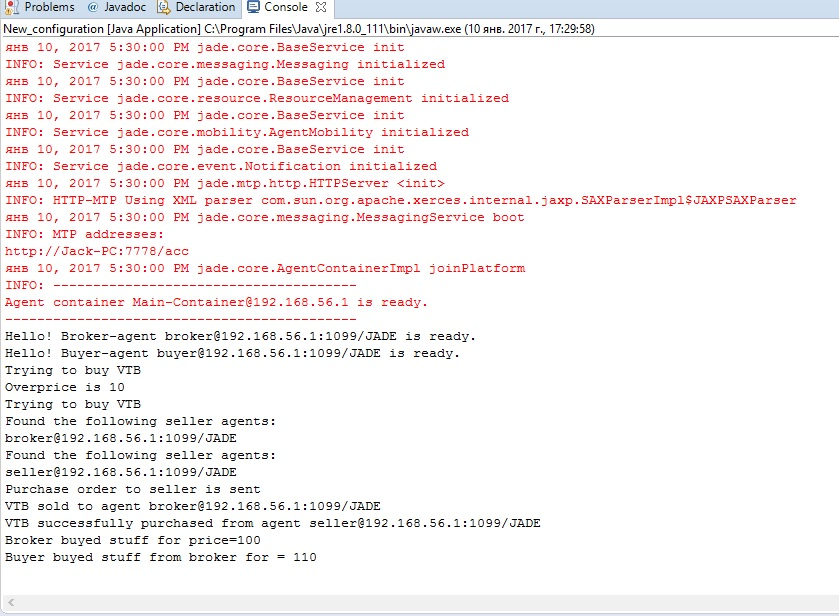 Problems @ Javadoc Declaration Console
New_configuration [Java Application] C:\Program Files\Java\jre1.8.0_111\bin\javaw.exe (10 янв. 2017 г., 17:29:58)
янв 10, 2017 5:30:00 PM jade.core.BaseService init
INFO: Service jade.core.messaging.Messaging initialized
янв 10, 2017 5:30:00 PM jade.core.BaseService init
INFO: Service jade.core.resource.ResourceManagement initialized
янв 10, 2017 5:30:00 PM jade.core.BaseService init
INFO: Service jade.core.mobility.AgentMobility initialized
янв 10, 2017 5:30:00 PM jade.core.BaseService init
INFO: Service jade.core.event.Notification initialized
янв 10, 2017 5:30:00 PM jade.mtp.http.HTTPServer <init>
INFO: HTTP-MTP Using XML parser com.sun.org.apache.xerces.internal.jaxp.SAXParserImpl$JAXPSAXParser
янв 10, 2017 5:30:00 PM jade.core.messaging.MessagingService boot
INFO: MTP addresses:
http://Jack-PC:7778/acc
янв 10, 2017 5:30:00 PM jade.core.AgentContainerImpl joinPlatform
INFO: --------------------------------------
Agent container Main-Container@192.168.56.1 is ready.
--------------------------------------------
Hello! Broker-agent broker@192.168.56.1:1099/JADE is ready.
Hello! Buyer-agent buyer@192.168.56.1:1099/JADE is ready.
Trying to buy VTB
Overprice is 10
Trying to buy VTB
Found the following seller agents:
broker@192.168.56.1:1099/JADE
Found the following seller agents:
seller@192.168.56.1:1099/JADE
Purchase order to seller is sent
VTB sold to agent broker@192.168.56.1:1099/JADE
VTB successfully purchased from agent seller@192.168.56.1:1099/JADE
Broker buyed stuff for price=100
Buyer buyed stuff from broker for = 110